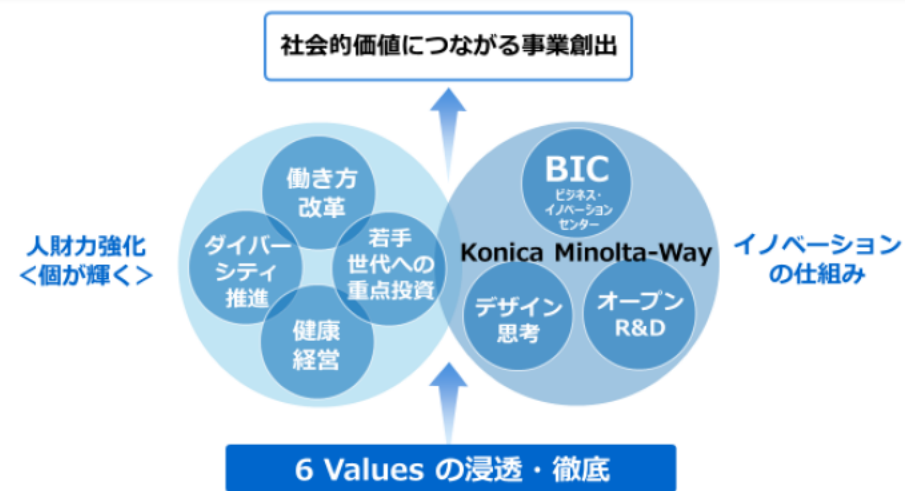 社会的価値につながる事業創出
人財力強化
<個が輝く>
働き方
改革
ダイバー
シティ
推進
若手
世代への
重点投資
健康
経営
BIC
ビジネス・
イノベーション
センター
Konica Minolta-Way
デザイン
思考
オープン
R&D
イノベーション
の仕組み
6 Values の浸透・徹底